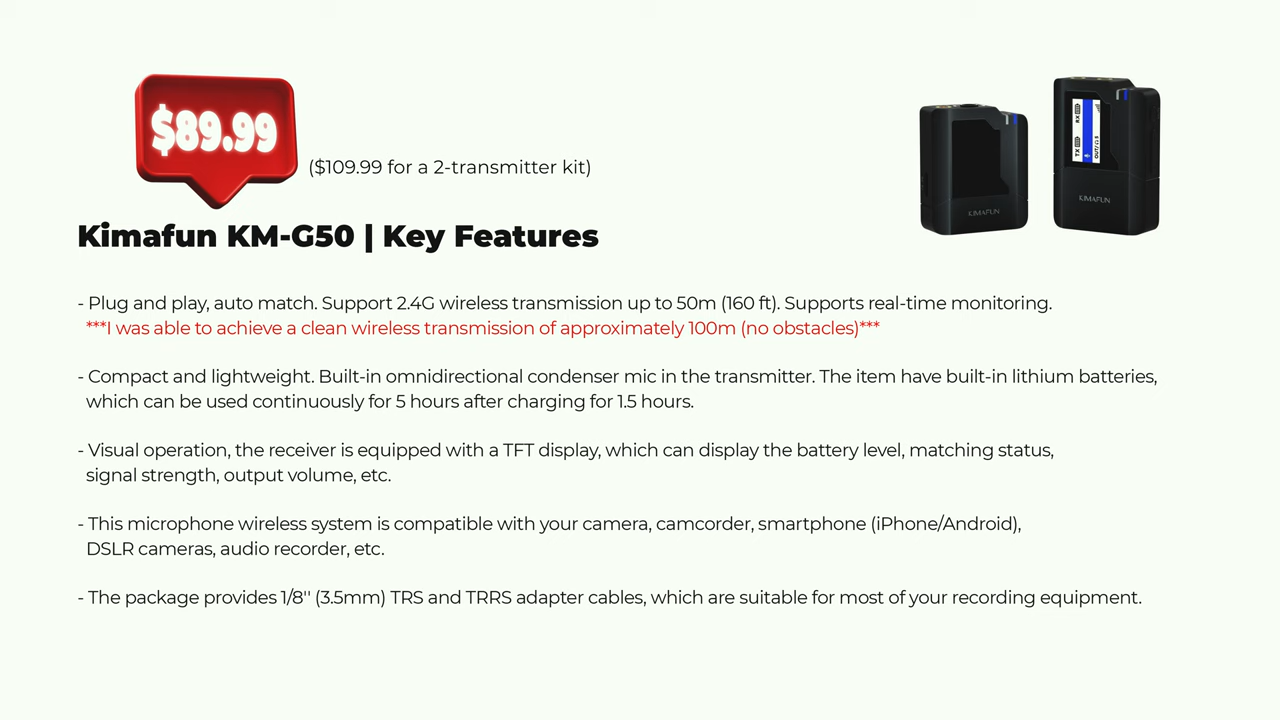 $89.99
($109.99 for a 2-transmitter kit)
KIMAFUN
TX RX
OUT
KIMAFUN
Kimafun KM-G50 | Key Features
- Plug and play, auto match. Support 2.4G wireless transmission up to 50m (160 ft). Supports real-time monitoring.
***I was able to achieve a clean wireless transmission of approximately 100m (no obstacles)***
- Compact and lightweight. Built-in omnidirectional condenser mic in the transmitter. The item have built-in lithium batteries,
which can be used continuously for 5 hours after charging for 1.5 hours.
- Visual operation, the receiver is equipped with a TFT display, which can display the battery level, matching status,
signal strength, output volume, etc.
- This microphone wireless system is compatible with your camera, camcorder, smartphone (iPhone/Android),
DSLR cameras, audio recorder, etc.
- The package provides 1/8'' (3.5mm) TRS and TRRS adapter cables, which are suitable for most of your recording equipment.